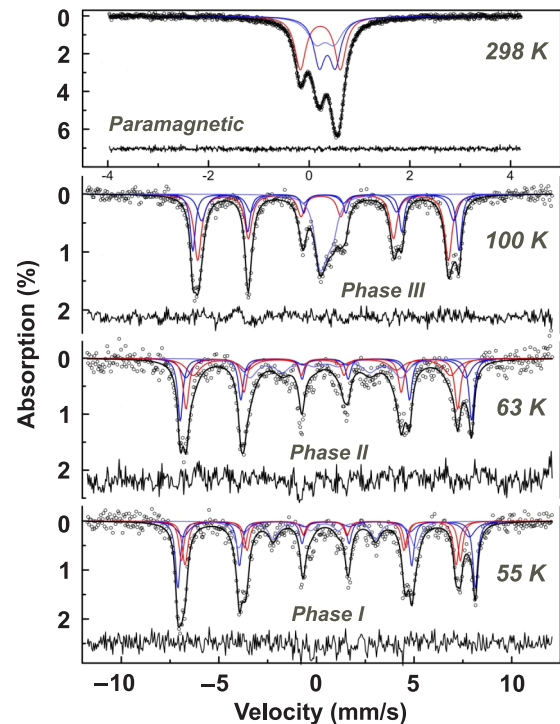 0
2
4
6
298 K
Paramagnetic
-4 -2 0 2 4
0
1
2
100 K
Phase III
0
1
2
63 K
Phase II
0
1
2
55 K
Phase I
Absorption (%)
−10 −5 0 5 10
Velocity (mm/s)